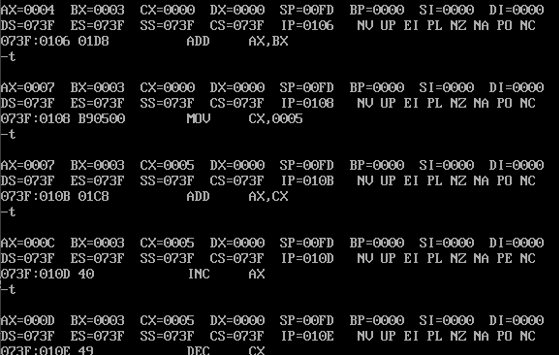 AX=0004 BX=0003 CX=0000 DX=0000 SP=00FD BP=0000 SI=0000 DI=0000
DS=073F ES=073F SS=073F CS=073F IP=0106 NV UP EI PL NZ NA PO NC
073F:0106 01D8 ADD AX,BX
-t
AX=0007 BX=0003 CX=0000 DX=0000 SP=00FD BP=0000 SI=0000 DI=0000
DS=073F ES=073F SS=073F CS=073F IP=0108 NV UP EI PL NZ NA PO NC
073F:0108 B90500 MOV CX,0005
-t
AX=0007 BX=0003 CX=0005 DX=0000 SP=00FD BP=0000 SI=0000 DI=0000
DS=073F ES=073F SS=073F CS=073F IP=010B NV UP EI PL NZ NA PO NC
073F:010B 01C8 ADD AX,CX
-t
AX=000C BX=0003 CX=0005 DX=0000 SP=00FD BP=0000 SI=0000 DI=0000
DS=073F ES=073F SS=073F CS=073F IP=010D NV UP EI PL NZ NA PE NC
073F:010D 40 INC AX
-t
AX=000D BX=0003 CX=0005 DX=0000 SP=00FD BP=0000 SI=0000 DI=0000
DS=073F ES=073F SS=073F CS=073F IP=010E NV UP EI PL NZ NA PO NC
073F:010E 49 DEC CX